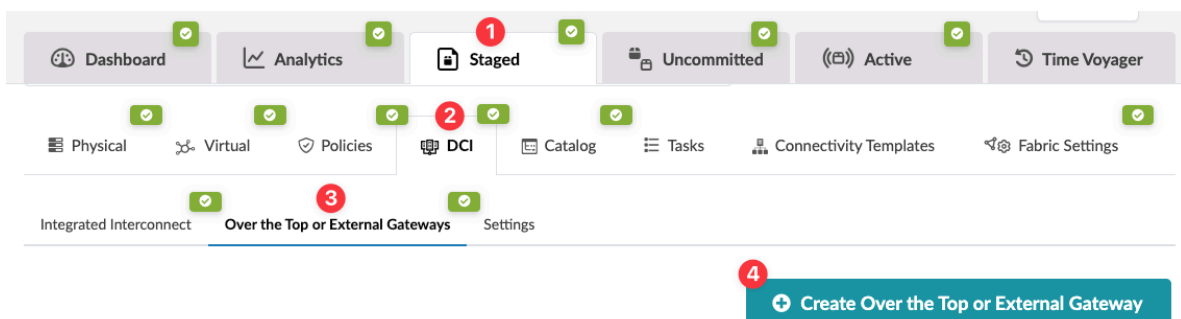 1
Dashboard Analytics Staged Uncommitted Active Time Voyager
2
Physical Virtual Policies DCI Catalog Tasks Connectivity Templates Fabric Settings
3
Integrated Interconnect Over the Top or External Gateways Settings
4
Create Over the Top or External Gateway